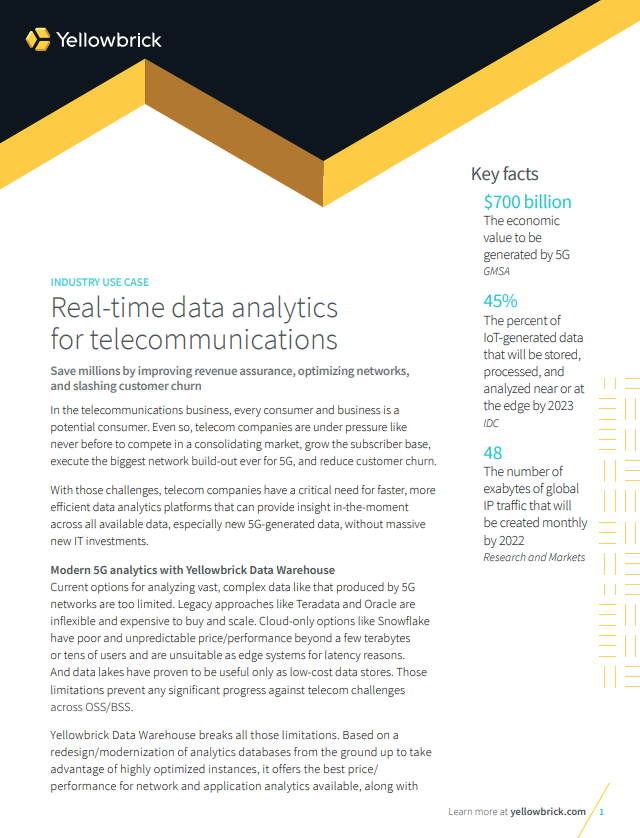 Yellowbrick
Key facts
$700 billion
The economic
value to be
generated by 5G
GMSA
45%
The percent of
IoT-generated data
that will be stored,
processed, and
analyzed near or at
the edge by 2023
IDC
48
The number of
exabytes of global
IP traffic that will
be created monthly
by 2022
Research and Markets
INDUSTRY USE CASE
Real-time data analytics
for telecommunications
Save millions by improving revenue assurance, optimizing networks,
and slashing customer churn
In the telecommunications business, every consumer and business is a
potential consumer. Even so, telecom companies are under pressure like
never before to compete in a consolidating market, grow the subscriber base,
execute the biggest network build-out ever for 5G, and reduce customer churn.
With those challenges, telecom companies have a critical need for faster, more
efficient data analytics platforms that can provide insight in-the-moment
across all available data, especially new 5G-generated data, without massive
new IT investments.
Modern 5G analytics with Yellowbrick Data Warehouse
Current options for analyzing vast, complex data like that produced by 5G
networks are too limited. Legacy approaches like Teradata and Oracle are
inflexible and expensive to buy and scale. Cloud-only options like Snowflake
have poor and unpredictable price/performance beyond a few terabytes
or tens of users and are unsuitable as edge systems for latency reasons.
And data lakes have proven to be useful only as low-cost data stores. Those
limitations prevent any significant progress against telecom challenges
across OSS/BSS.
Yellowbrick Data Warehouse breaks all those limitations. Based on a
redesign/modernization of analytics databases from the ground up to take
advantage of highly optimized instances, it offers the best price/
performance for network and application analytics available, along with
Learn more at yellowbrick.com 1